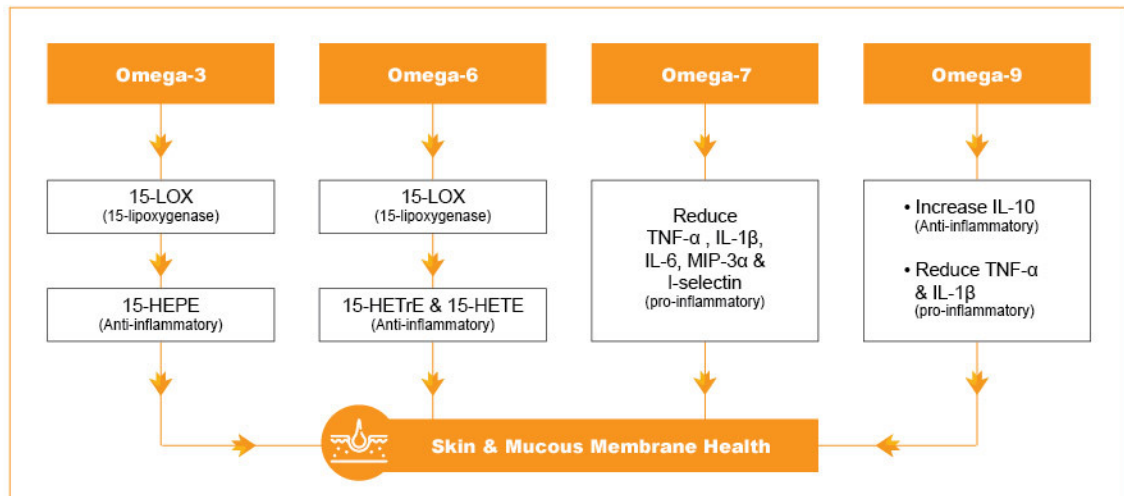 Omega-3
Omega-6
Omega-7
Omega-9
15-LOX
(15-lipoxygenase)
15-HEPE
(Anti-inflammatory)
15-LOX
(15-lipoxygenase)
15-HETrE & 15-HETE
(Anti-inflammatory)
Reduce
TNF-α , IL-1β,
IL-6, MIP-3α &
l-selectin
(pro-inflammatory)
• Increase IL-10
(Anti-inflammatory)
• Reduce TNF-α
& IL-1β
(pro-inflammatory)
Skin & Mucous Membrane Health